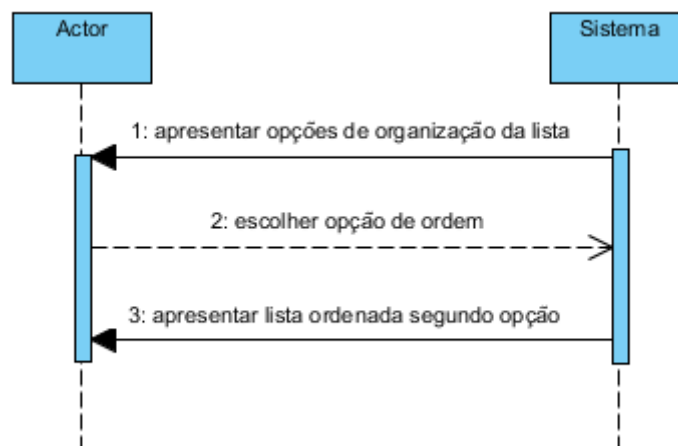 Actor
Sistema
1: apresentar opções de organização da lista
2: escolher opção de ordem
3: apresentar lista ordenada segundo opção